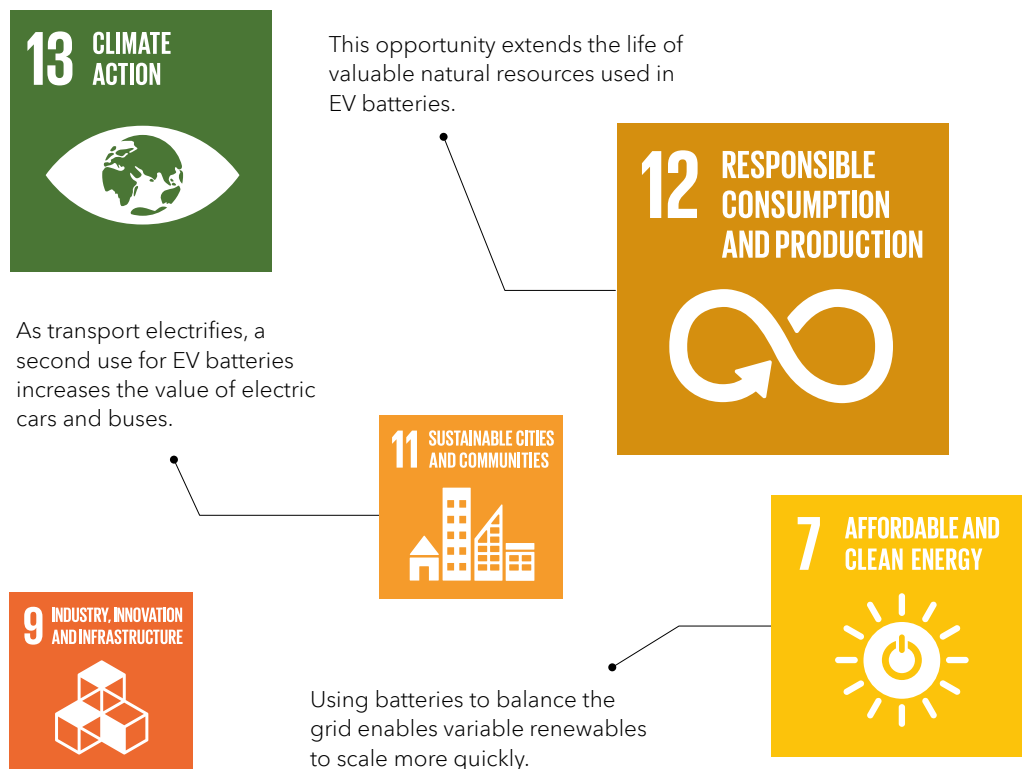 13 CLIMATE
ACTION
This opportunity extends the life of
valuable natural resources used in
EV batteries.
12 RESPONSIBLE
CONSUMPTION
AND PRODUCTION
As transport electrifies, a
second use for EV batteries
increases the value of electric
cars and buses.
11 SUSTAINABLE CITIES
AND COMMUNITIES
7 AFFORDABLE AND
CLEAN ENERGY
9 INDUSTRY, INNOVATION
AND INFRASTRUCTURE
Using batteries to balance the
grid enables variable renewables
to scale more quickly.